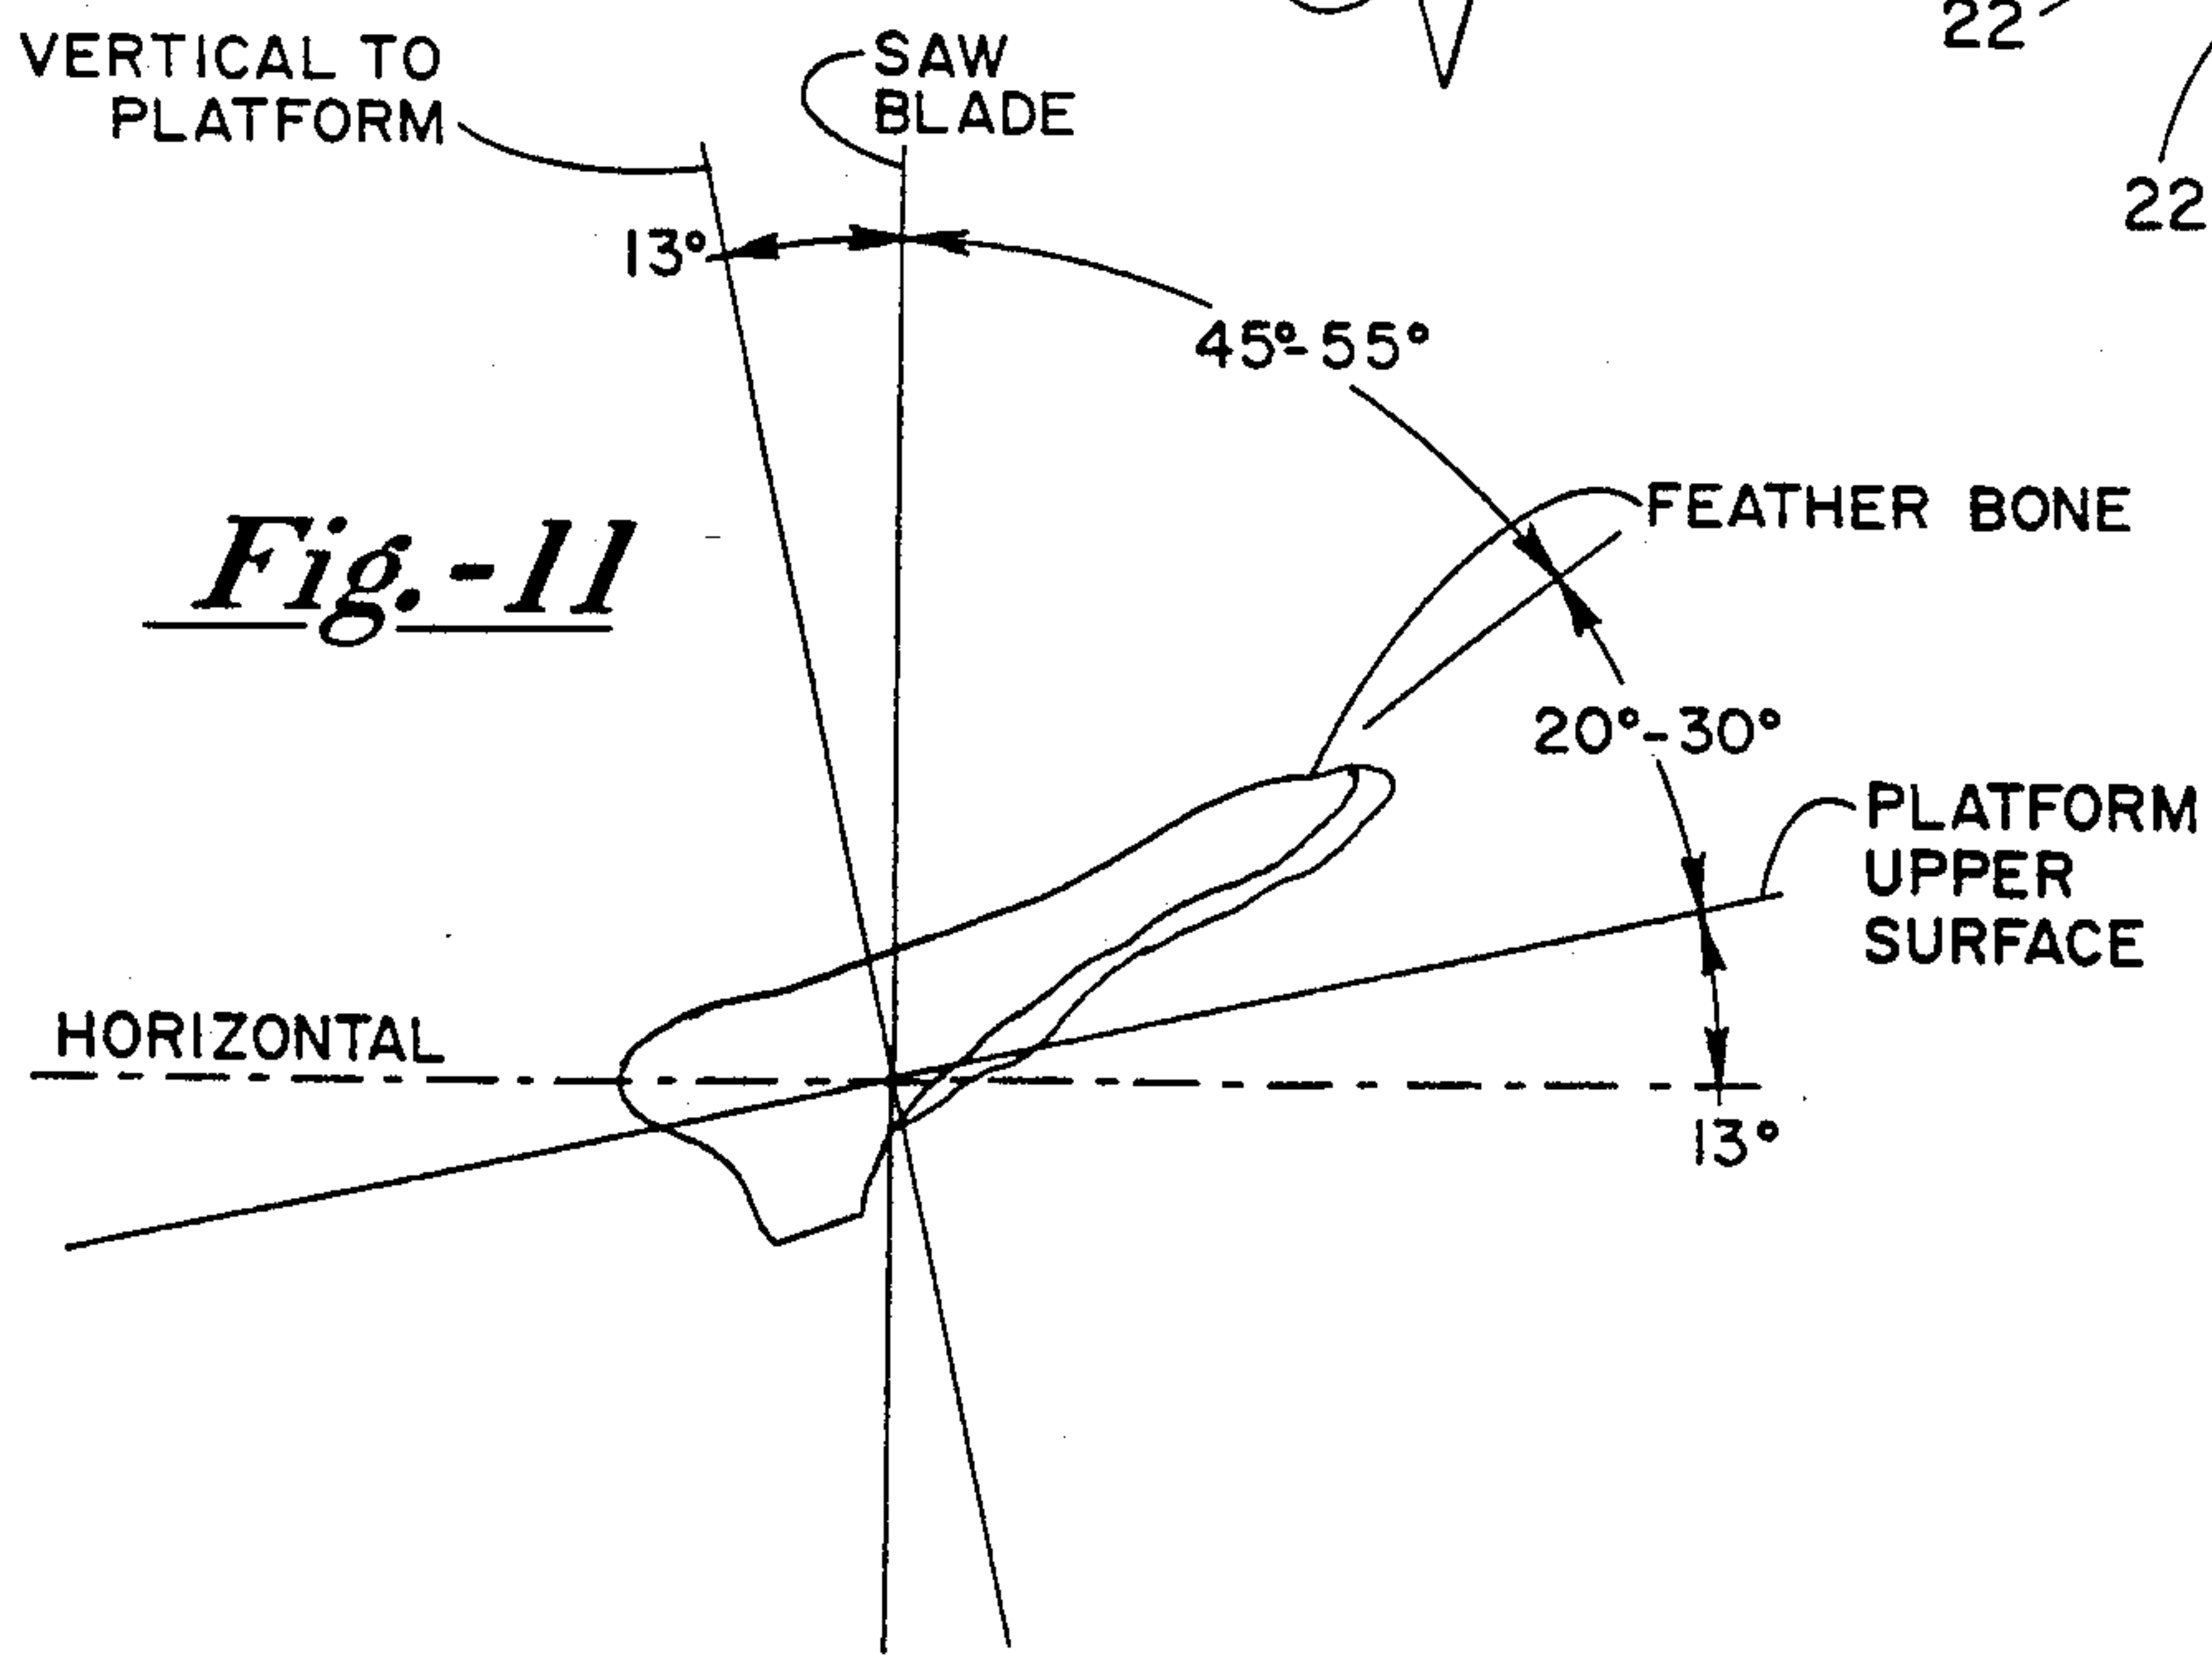 VERTICAL TO
PLATFORM
SAW
BLADE
22
22
13°
45°-55°
Fig.-11
FEATHER BONE
20°-30°
PLATFORM
UPPER
SURFACE
HORIZONTAL
13°